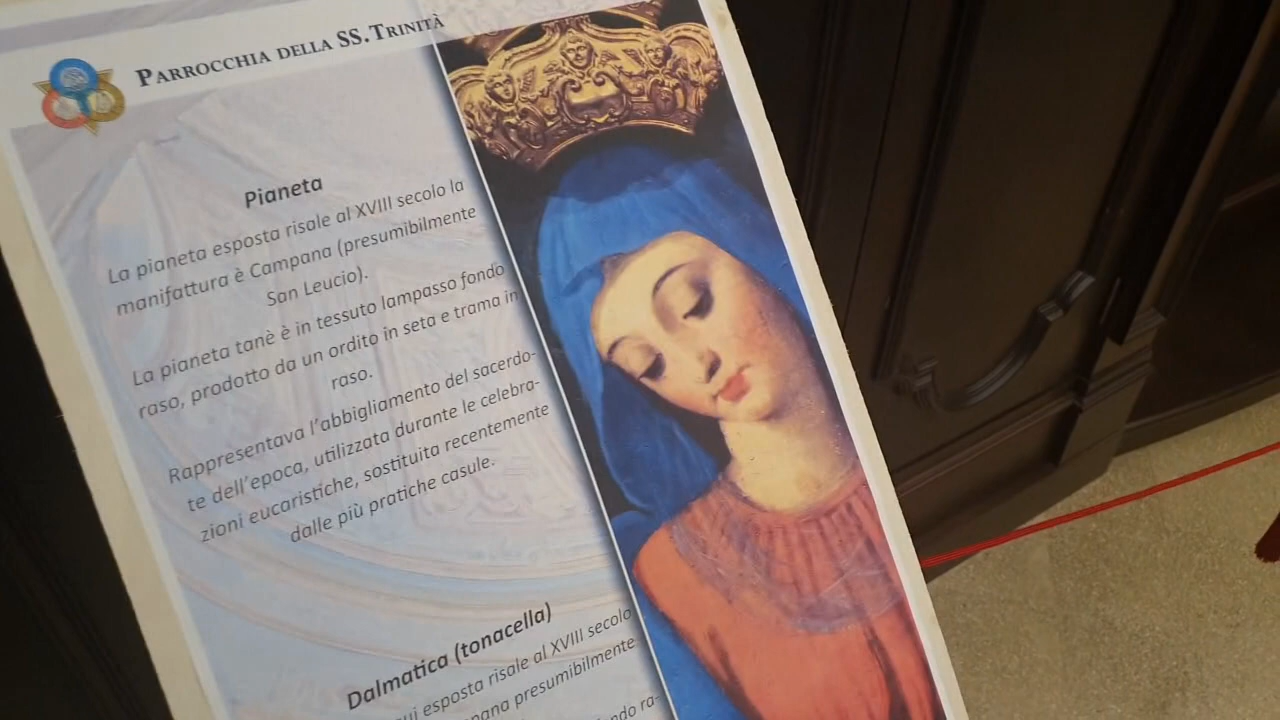 PARROCCHIA DELLA SS. TRINITÀ
Pianeta
La pianeta esposta risale al XVIII secolo la
manifattura è Campana (presumibilmente
San Leucio).
La pianeta tanè è in tessuto lampasso fondo
raso, prodotto da un ordito in seta e trama in
raso.
Rappresentava l'abbigliamento del sacerdo-
te dell'epoca, utilizzata durante le celebra-
zioni eucaristiche, sostituita recentemente
dalle più pratiche casule.
Dalmatica (tonacella)
esposta risale al XVIII secolo
presumibilmente